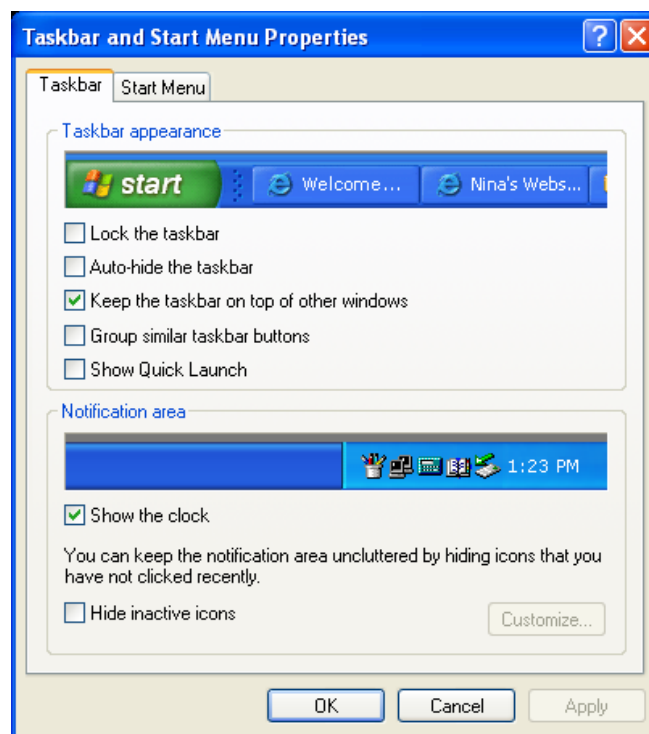 Taskbar and Start Menu Properties
Taskbar
Start Menu
Taskbar appearance
start
Welcome...
Nina's Webs...
Lock the taskbar
Auto-hide the taskbar
Keep the taskbar on top of other windows
Group similar taskbar buttons
Show Quick Launch
Notification area
1:23 PM
Show the clock
You can keep the notification area uncluttered by hiding icons that you
have not clicked recently.
Hide inactive icons
Customize...
OK
Cancel
Apply